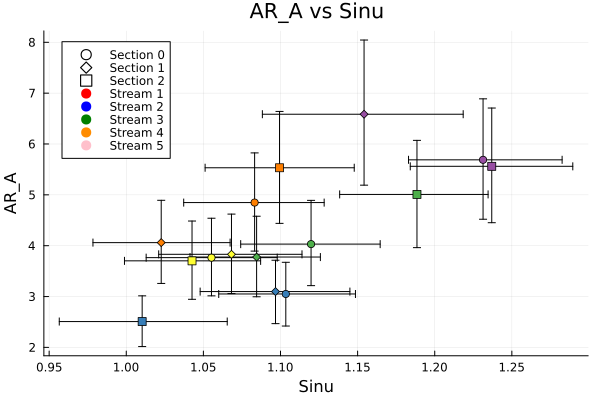 AR_A vs Sinu
8
7
6
5
4
3
2
AR_A
Section 0
Section 1
Section 2
Stream 1
Stream 2
Stream 3
Stream 4
Stream 5
0.95 1.00 1.05 1.10 1.15 1.20 1.25
Sinu